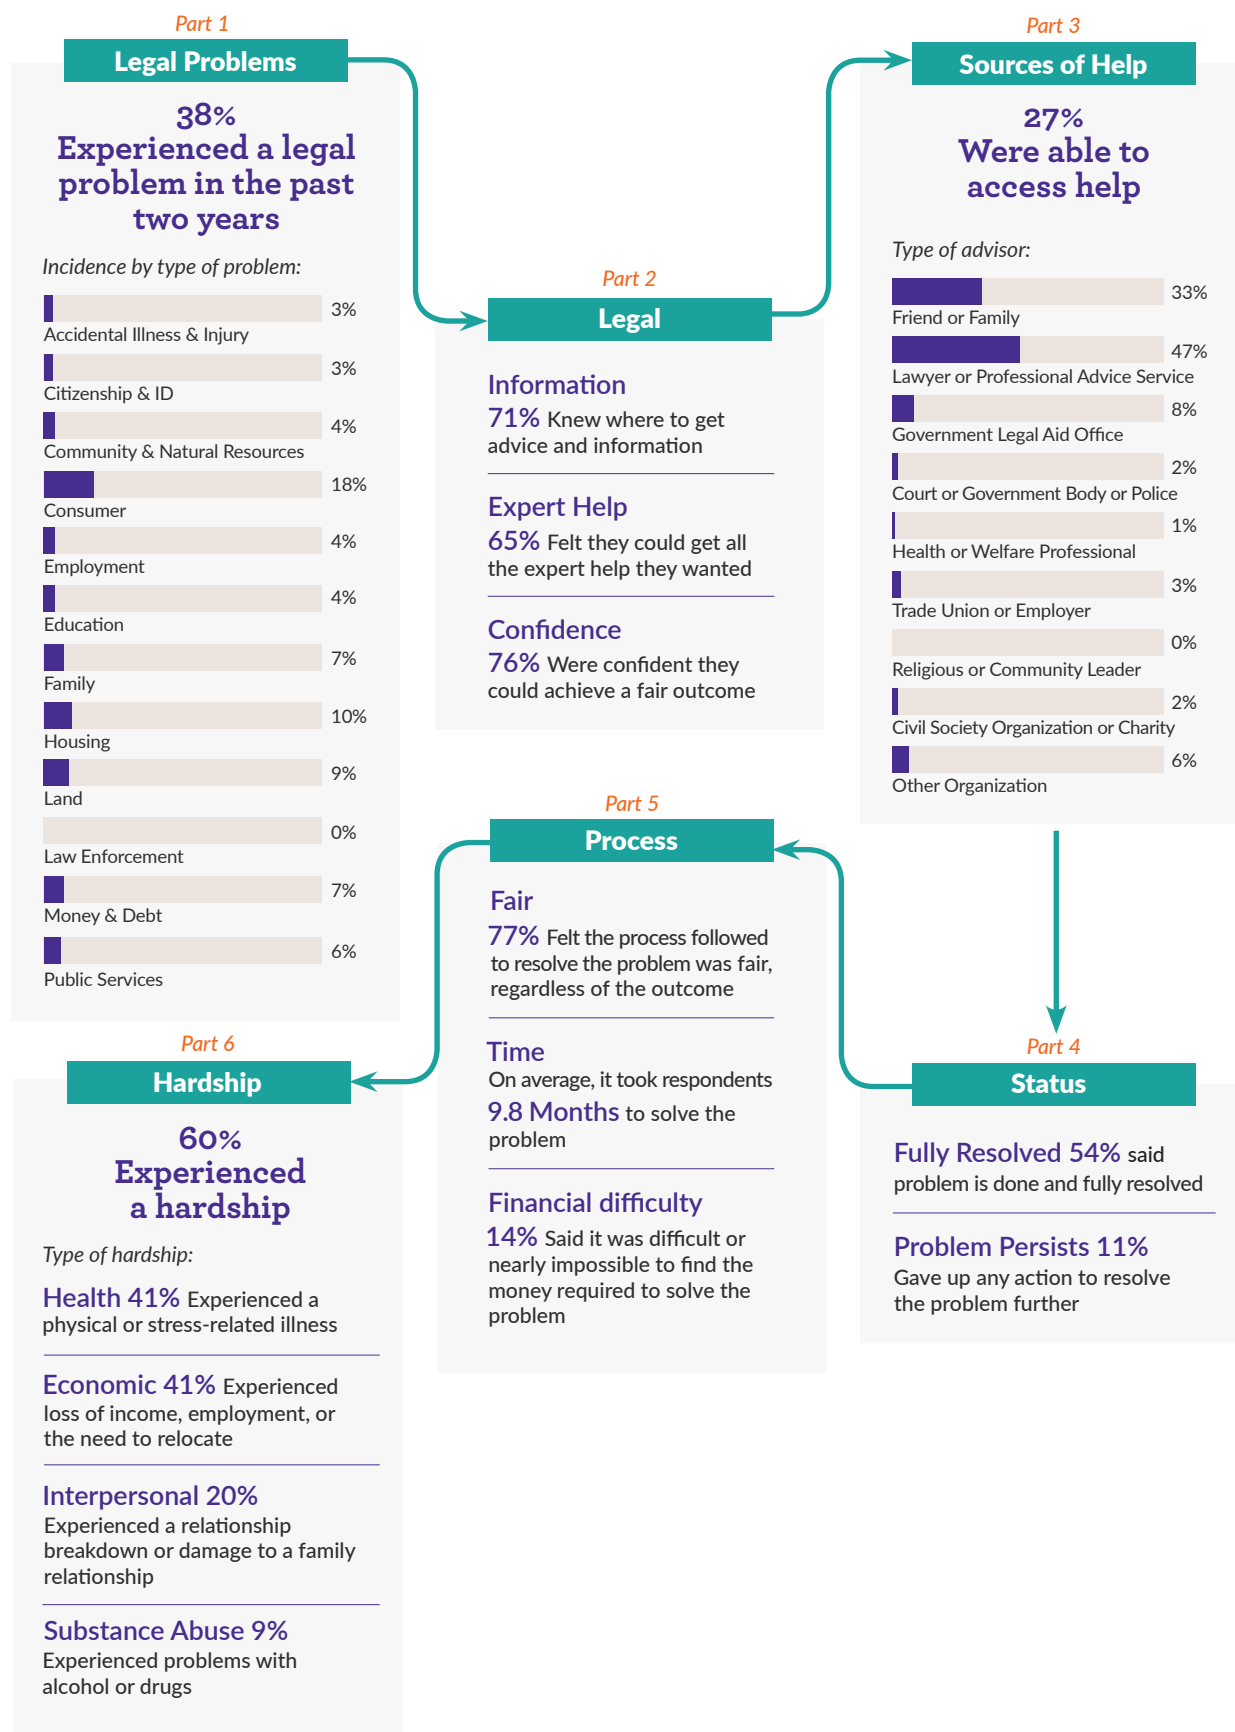 Part 1
Legal Problems
38%
Experienced a legal
problem in the past
two years
Incidence by type of problem:
3%
Accidental Illness & Injury
3%
Citizenship & ID
4%
Community & Natural Resources
18%
Consumer
4%
Employment
4%
Education
7%
Family
10%
Housing
9%
Land
0%
Law Enforcement
7%
Money & Debt
6%
Public Services
Part 2
Legal
Information
71% Knew where to get
advice and information
Expert Help
65% Felt they could get all
the expert help they wanted
Confidence
76% Were confident they
could achieve a fair outcome
Part 3
Sources of Help
27%
Were able to
access help
Type of advisor:
33%
Friend or Family
47%
Lawyer or Professional Advice Service
8%
Government Legal Aid Office
2%
Court or Government Body or Police
1%
Health or Welfare Professional
3%
Trade Union or Employer
0%
Religious or Community Leader
2%
Civil Society Organization or Charity
6%
Other Organization
Part 4
Status
Fully Resolved 54% said
problem is done and fully resolved
Problem Persists 11%
Gave up any action to resolve
the problem further
Part 5
Process
Fair
77% Felt the process followed
to resolve the problem was fair,
regardless of the outcome
Time
On average, it took respondents
9.8 Months to solve the
problem
Financial difficulty
14% Said it was difficult or
nearly impossible to find the
money required to solve the
problem
Part 6
Hardship
60%
Experienced
a hardship
Type of hardship:
Health 41% Experienced a
physical or stress-related illness
Economic 41% Experienced
loss of income, employment, or
the need to relocate
Interpersonal 20%
Experienced a relationship
breakdown or damage to a family
relationship
Substance Abuse 9%
Experienced problems with
alcohol or drugs